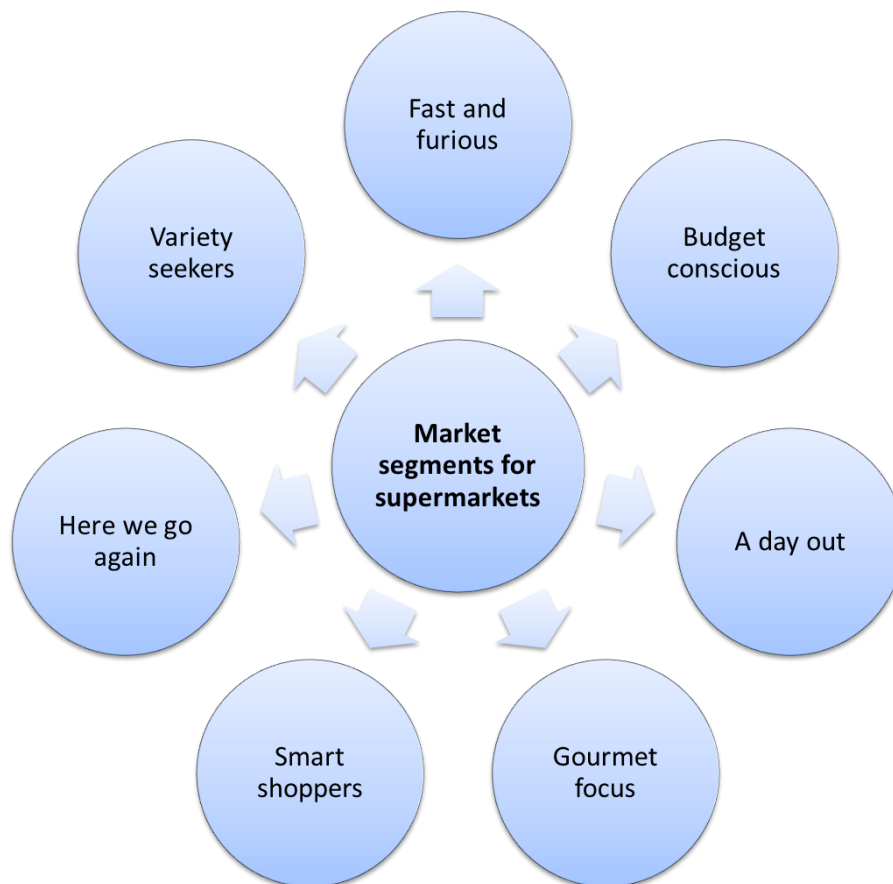 Fast and
furious
Budget
conscious
A day out
Gourmet
focus
Smart
shoppers
Here we go
again
Variety
seekers
Market
segments for
supermarkets